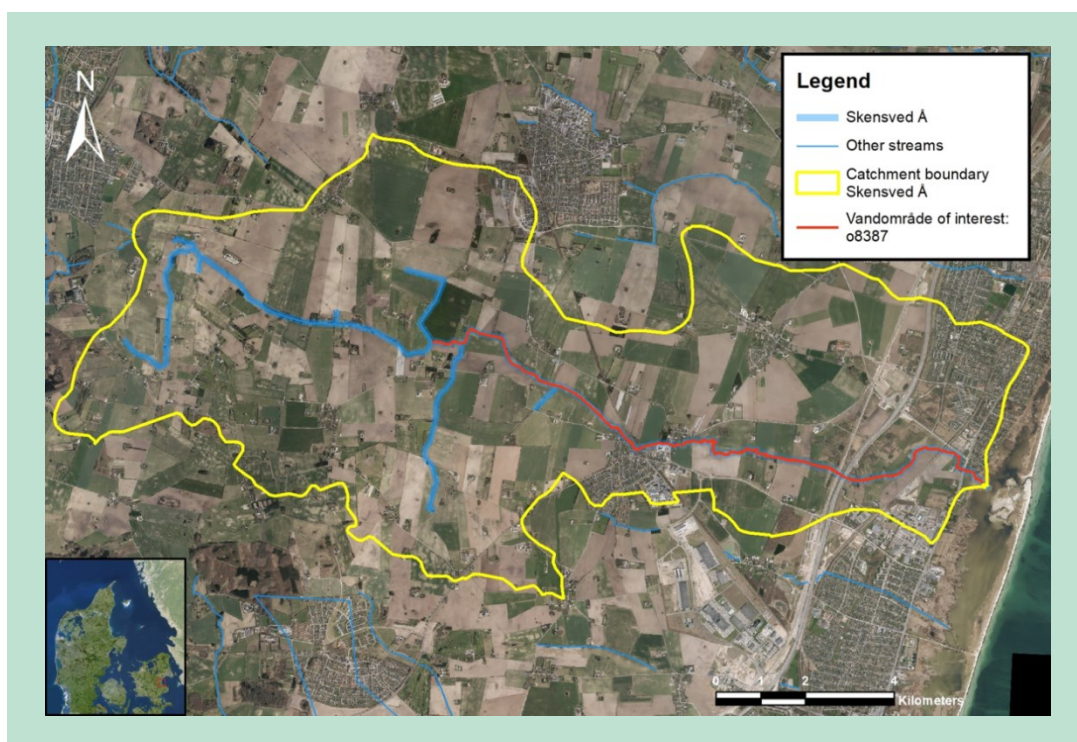 N
Legend
Skensved Å
Other streams
Catchment boundary
Skensved Å
Vandområde of interest:
o8387
0 1 2 4
Kilometers